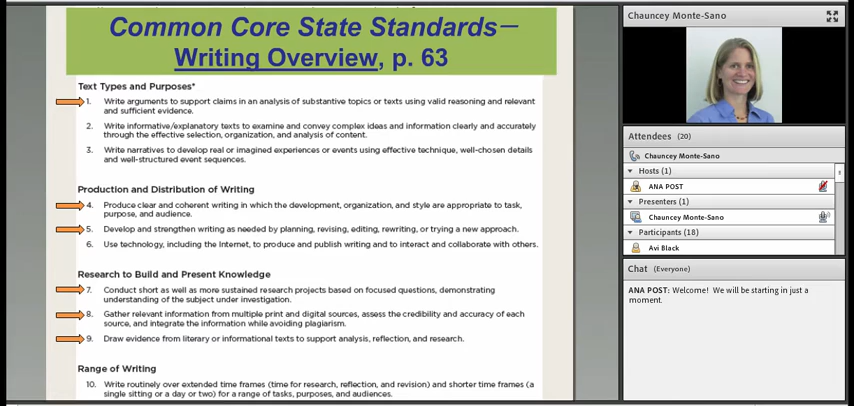 Common Core State Standards—
Writing Overview, p. 63
Text Types and Purposes*
1. Write arguments to support claims in an analysis of substantive topics or texts using valid reasoning and relevant
and sufficient evidence.
2. Write informative/explanatory texts to examine and convey complex ideas and information clearly and accurately
through the effective selection, organization, and analysis of content.
3. Write narratives to develop real or imagined experiences or events using effective technique, well-chosen details
and well-structured event sequences.
Production and Distribution of Writing
4. Produce clear and coherent writing in which the development, organization, and style are appropriate to task,
purpose, and audience.
5. Develop and strengthen writing as needed by planning, revising, editing, rewriting, or trying a new approach.
6. Use technology, including the Internet, to produce and publish writing and to interact and collaborate with others.
Research to Build and Present Knowledge
7. Conduct short as well as more sustained research projects based on focused questions, demonstrating
understanding of the subject under investigation.
8. Gather relevant information from multiple print and digital sources, assess the credibility and accuracy of each
source, and integrate the information while avoiding plagiarism.
9. Draw evidence from literary or informational texts to support analysis, reflection, and research.
Range of Writing
10. Write routinely over extended time frames (time for research, reflection, and revision) and shorter time frames (a
single sitting or a day or two) for a range of tasks, purposes, and audiences.
Chauncey Monte-Sano
Attendees (20)
Chauncey Monte-Sano
Hosts (1)
ANA POST
Presenters (1)
Chauncey Monte-Sano
Participants (18)
Avi Black
Chat (Everyone)
ANA POST: Welcome! We will be starting in just a
moment.